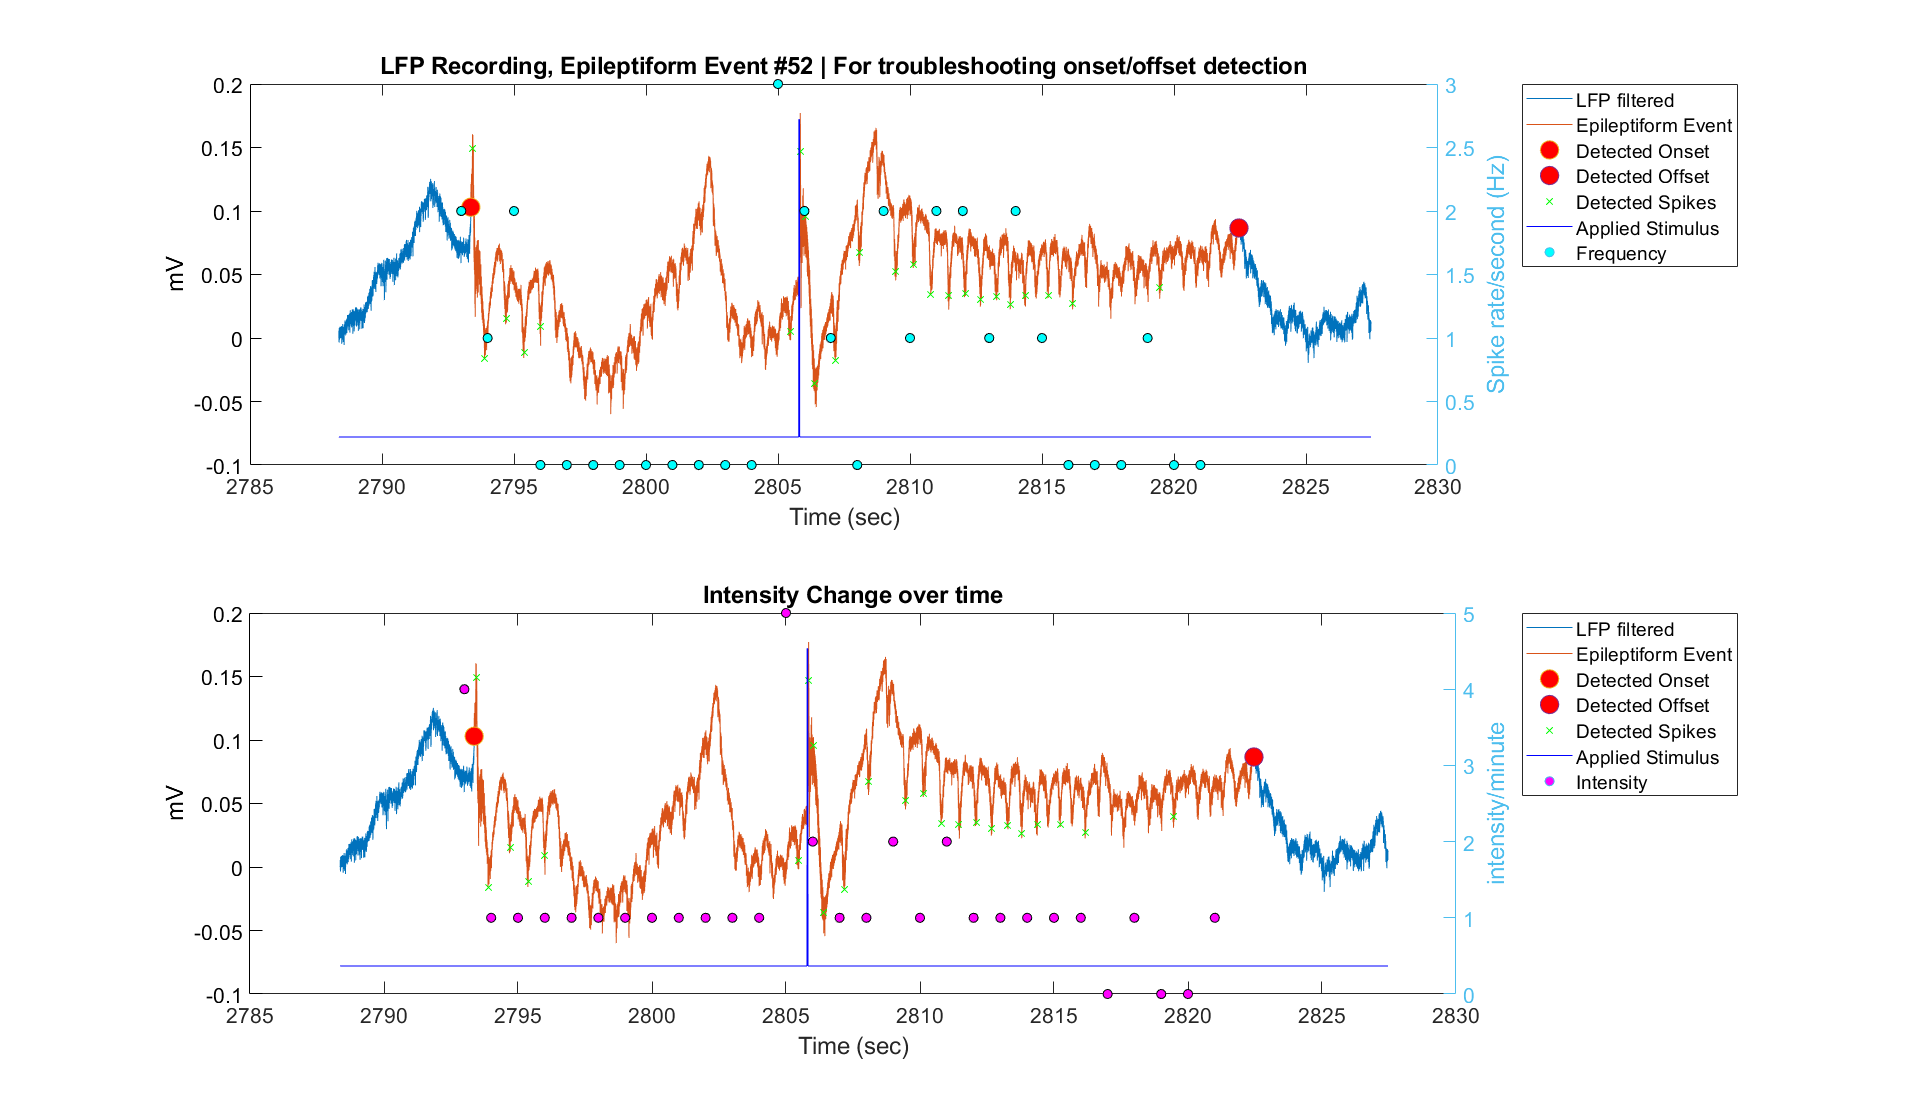 LFP Recording, Epileptiform Event #52 | For troubleshooting onset/offset detection
0.2
0.15
0.1
0.05
0
-0.05
-0.1
mV
2785
2790
2795
2800
2805
2810
2815
2820
2825
2830
Time (sec)
3
2.5
2
1.5
1
0.5
0
Spike rate/second (Hz)
LFP filtered
Epileptiform Event
Detected Onset
Detected Offset
Detected Spikes
Applied Stimulus
Frequency
Intensity Change over time
0.2
0.15
0.1
0.05
0
-0.05
-0.1
mV
2785
2790
2795
2800
2805
2810
2815
2820
2825
2830
Time (sec)
5
4
3
2
1
0
intensity/minute
LFP filtered
Epileptiform Event
Detected Onset
Detected Offset
Detected Spikes
Applied Stimulus
Intensity